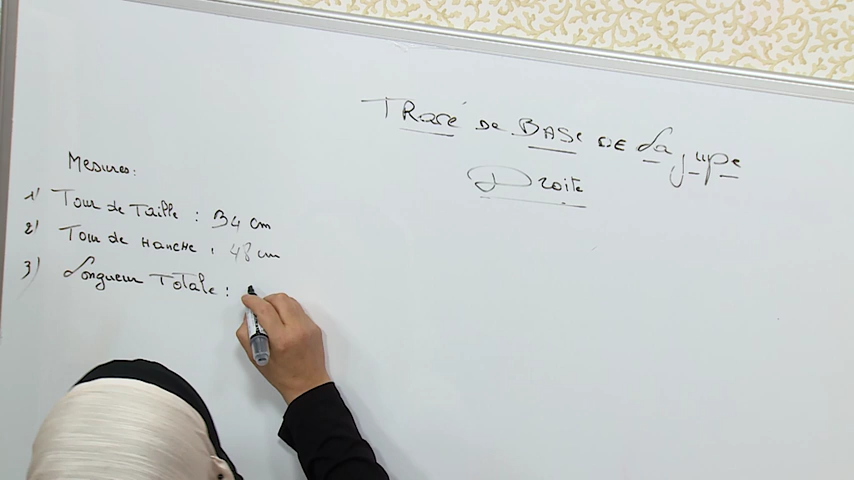 Tracé de Base de La jupe
Droite
Mesures:
1) Tour de Taille : 34 cm
2) Tour de Hanche : 48 cm
3) Longueur Totale :